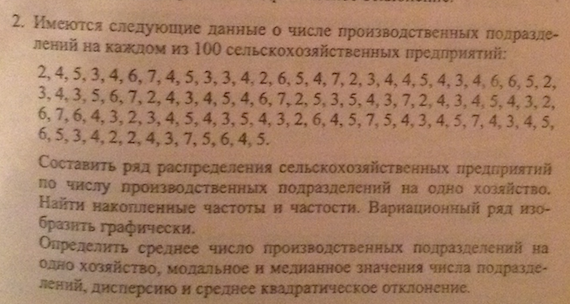 2. Имеются следующие данные о числе производственных подразде-
лений на каждом из 100 сельскохозяйственных предприятий:
2, 4, 5, 3, 4, 6, 7, 4, 5, 3, 3, 4, 2, 6, 5, 4, 7, 2, 3, 4, 4, 5, 4, 3, 4, 6, 6, 5, 2,
3, 4, 3, 5, 6, 7, 2, 4, 3, 4, 5, 4, 6, 7, 2, 5, 3, 5, 4, 3, 7, 2, 4, 3, 4, 5, 4, 3, 2,
6, 7, 6, 4, 3, 2, 3, 4, 5, 4, 3, 5, 4, 3, 2, 6, 4, 5, 7, 5, 4, 3, 4, 5, 7, 4, 3, 4, 5,
6, 5, 3, 4, 2, 2, 4, 3, 7, 5, 6, 4, 5.
Составить ряд распределения сельскохозяйственных предприятий
по числу производственных подразделений на одно хозяйство.
Найти накопленные частоты и частости. Вариационный ряд изо-
бразить графически.
Определить среднее число производственных подразделений на
одно хозяйство, модальное и медианное значения числа подразде-
лений, дисперсию и среднее квадратическое отклонение.